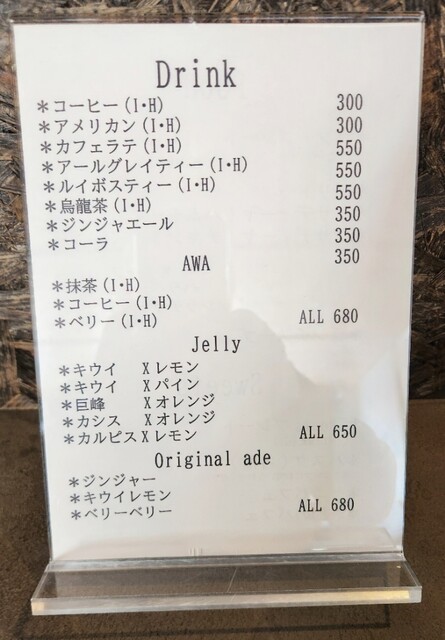 Drink
*コーヒー(I・H) 300
*アメリカン(I・H) 300
*カフェラテ(I・H) 550
*アールグレイティー(I・H) 550
*ルイボスティー(I・H) 550
*烏龍茶(I・H) 350
*ジンジャエール 350
*コーラ 350
AWA
*抹茶(I・H)
*コーヒー(I・H)
*ベリー(I・H) ALL 680
Jelly
*キウイ Xレモン
*キウイ Xパイン
*巨峰 Xオレンジ
*カシス Xオレンジ
*カルピスXレモン ALL 650
Original ade
*ジンジャー
*キウイレモン
*ベリーベリー ALL 680